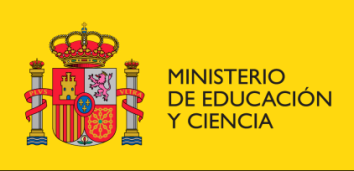 PLVS
VLTRA
MINISTERIO
DE EDUCACIÓN
Y CIENCIA